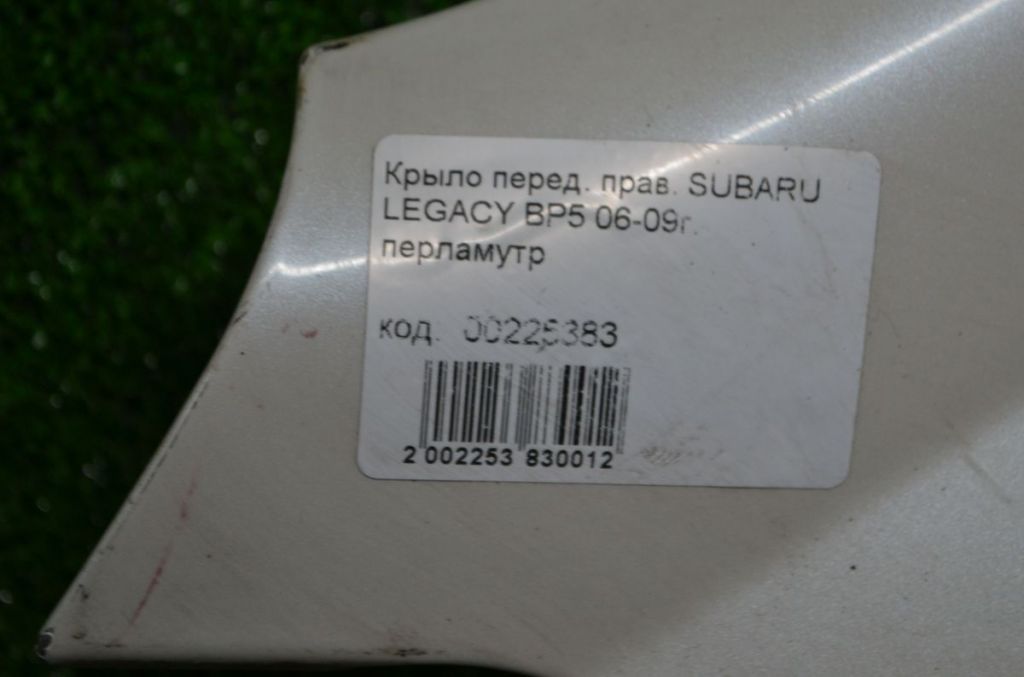 Крыло перед. прав. SUBARU
LEGACY BP5 06-09г.
перламутр
код. 00225383
2 002253 830012